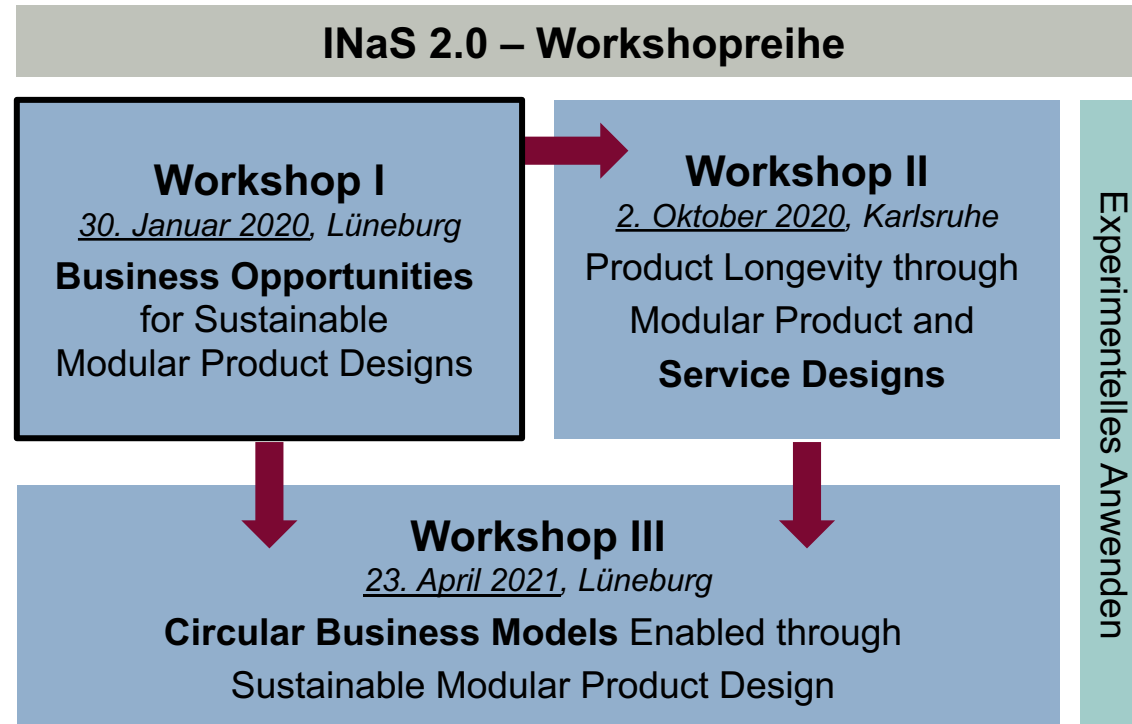 INaS 2.0 – Workshopreihe
Workshop I
30. Januar 2020, Lüneburg
Business Opportunities
for Sustainable
Modular Product Designs
Workshop II
2. Oktober 2020, Karlsruhe
Product Longevity through
Modular Product and
Service Designs
Workshop III
23. April 2021, Lüneburg
Circular Business Models Enabled through
Sustainable Modular Product Design
Experimentelles Anwenden